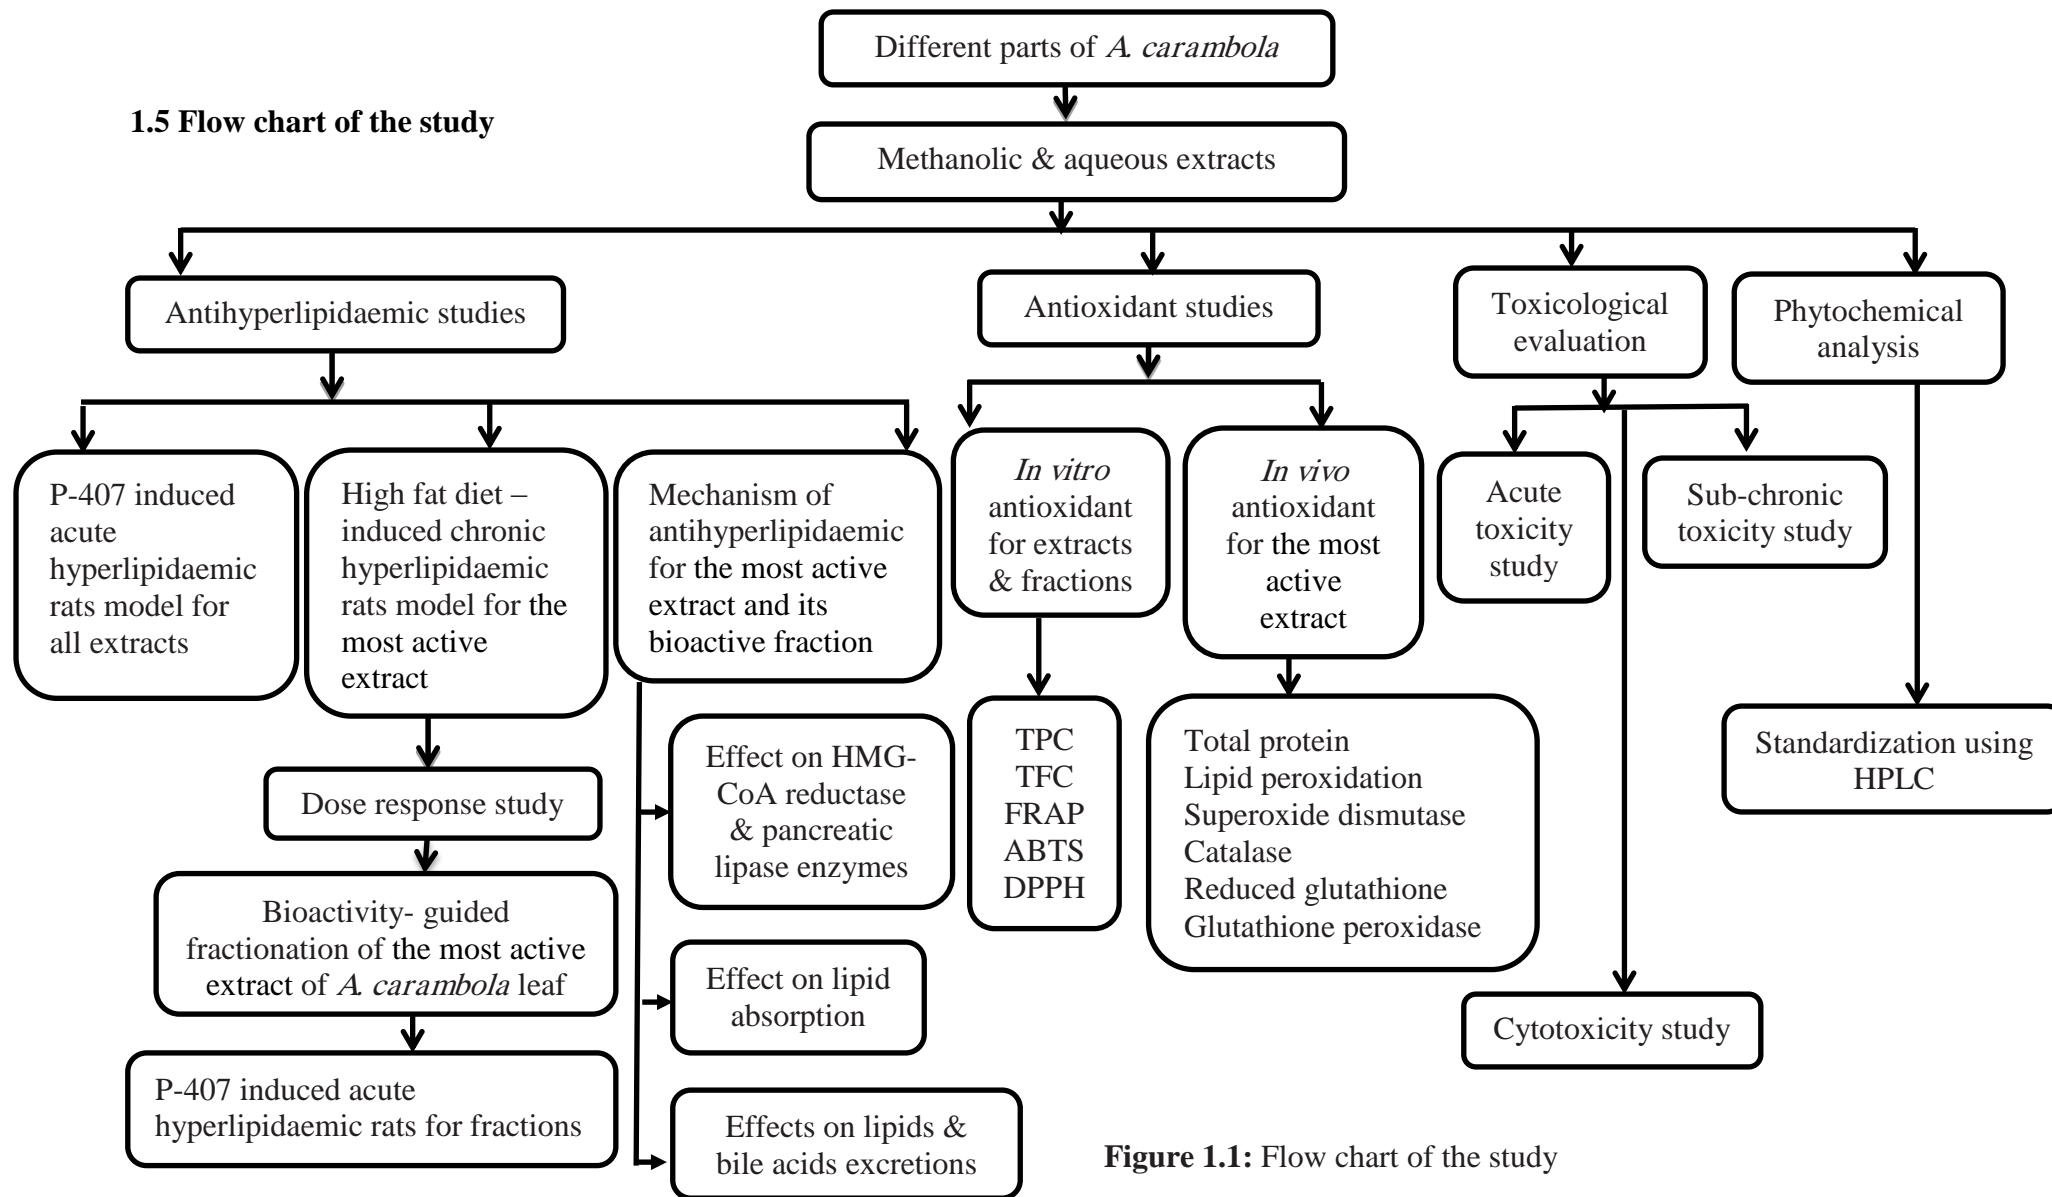 Different parts of A. carambola
1.5 Flow chart of the study
Methanolic & aqueous extracts
Antihyperlipidaemic studies
Antioxidant studies
Toxicological
evaluation
Phytochemical
analysis
P-407 induced
acute
hyperlipidaemic
rats model for
all extracts
High fat diet –
induced chronic
hyperlipidaemic
rats model for the
most active
extract
Mechanism of
antihyperlipidaemic
for the most active
extract and its
bioactive fraction
In vitro
antioxidant
for extracts
& fractions
In vivo
antioxidant
for the most
active
extract
Acute
toxicity
study
Sub-chronic
toxicity study
Dose response study
Bioactivity- guided
fractionation of the most active
extract of A. carambola leaf
P-407 induced acute
hyperlipidaemic rats for fractions
Effect on HMG-
CoA reductase
& pancreatic
lipase enzymes
Effect on lipid
absorption
Effects on lipids &
bile acids excretions
TPC
TFC
FRAP
ABTS
DPPH
Total protein
Lipid peroxidation
Superoxide dismutase
Catalase
Reduced glutathione
Glutathione peroxidase
Cytotoxicity study
Standardization using
HPLC
Figure 1.1: Flow chart of the study